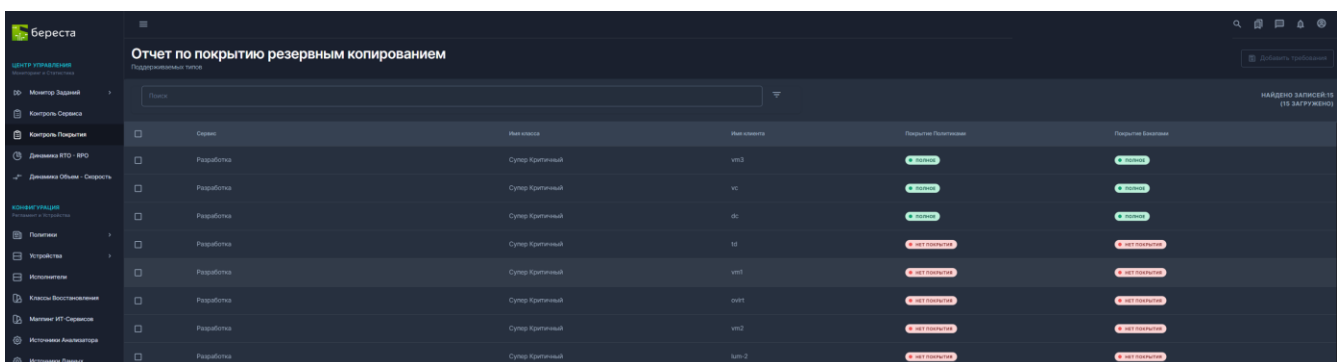 береста
ЦЕНТР УПРАВЛЕНИЯ
Мониторинг и Статистика
Монитор Заданий
Контроль Сервиса
Контроль Покрытия
Динамика RTO - RPO
Динамика Объем - Скорость
КОНФИГУРАЦИЯ
Регламент и Устройства
Политики
Устройства
Исполнители
Классы Восстановления
Маппинг ИТ-Сервисов
Источники Анализатора
Источники Данных
Отчет по покрытию резервным копированием
Поддерживаемых типов
Добавить требования
Поиск
НАЙДЕНО ЗАПИСЕЙ:15
(15 ЗАГРУЖЕНО)
Сервис Имя класса Имя клиента Покрытие Политиками Покрытие Бэкапами
Разработка Супер Критичный vm3 ПОЛНОЕ ПОЛНОЕ
Разработка Супер Критичный vc ПОЛНОЕ ПОЛНОЕ
Разработка Супер Критичный dc ПОЛНОЕ ПОЛНОЕ
Разработка Супер Критичный td НЕТ ПОКРЫТИЯ НЕТ ПОКРЫТИЯ
Разработка Супер Критичный vm1 НЕТ ПОКРЫТИЯ НЕТ ПОКРЫТИЯ
Разработка Супер Критичный ovirt НЕТ ПОКРЫТИЯ НЕТ ПОКРЫТИЯ
Разработка Супер Критичный vm2 НЕТ ПОКРЫТИЯ НЕТ ПОКРЫТИЯ
Разработка Супер Критичный lum-2 НЕТ ПОКРЫТИЯ НЕТ ПОКРЫТИЯ